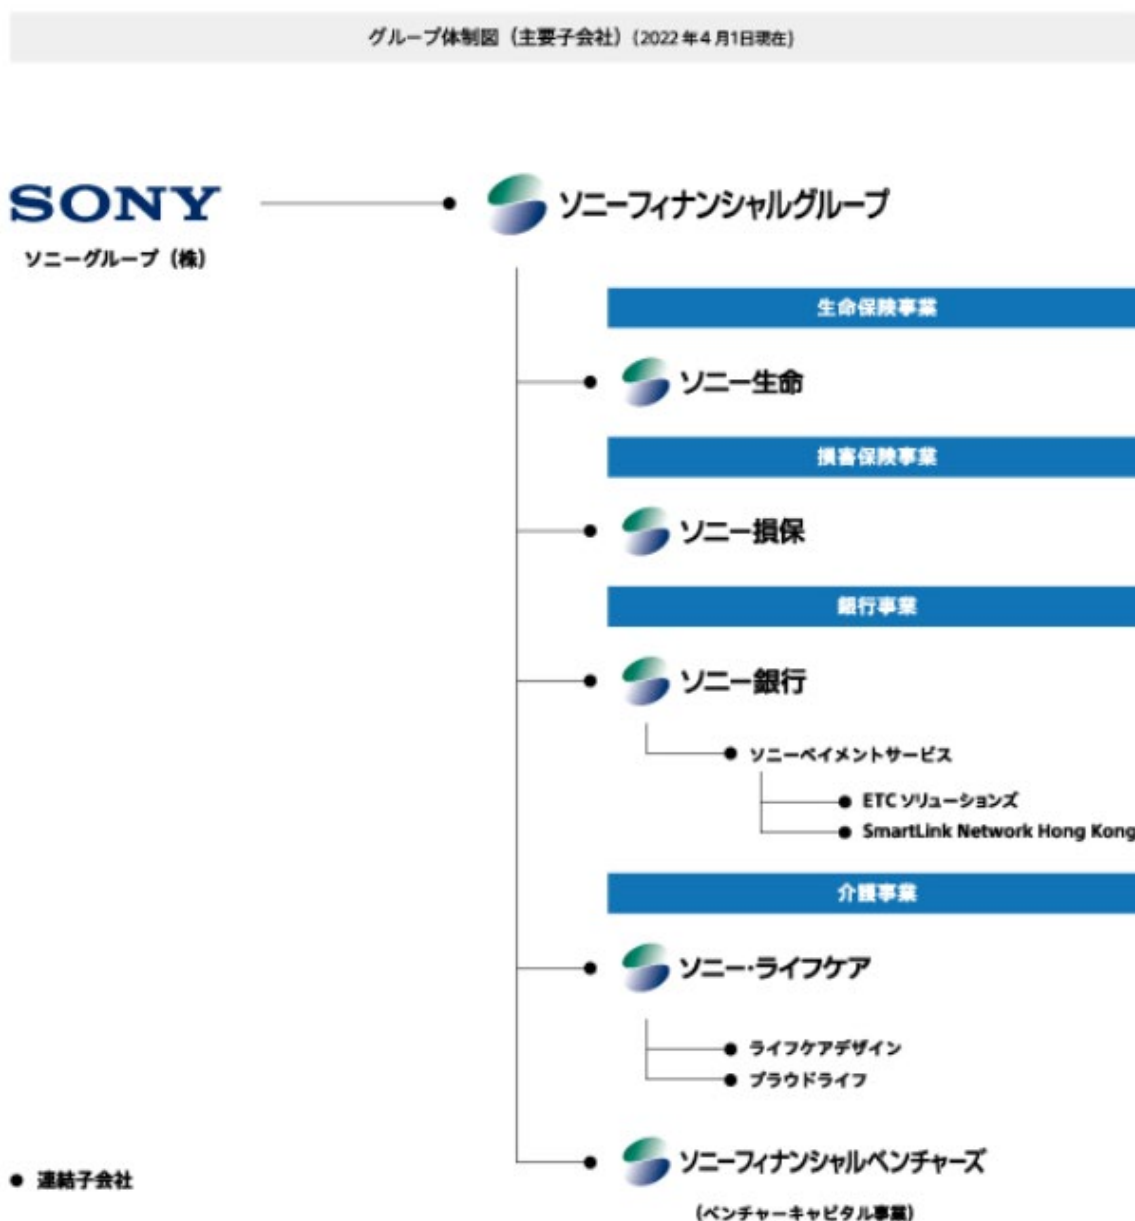 グループ体制図（主要子会社）(2022年4月1日現在)
SONY
ソニーグループ（株）
ソニーフィナンシャルグループ
生命保険事業
ソニー生命
損害保険事業
ソニー損保
銀行事業
ソニー銀行
ソニーペイメントサービス
ETCソリューションズ
SmartLink Network Hong Kong
介護事業
ソニー・ライフケア
ライフケアデザイン
プラウドライフ
ソニーフィナンシャルベンチャーズ
（ベンチャーキャピタル事業）
● 連結子会社